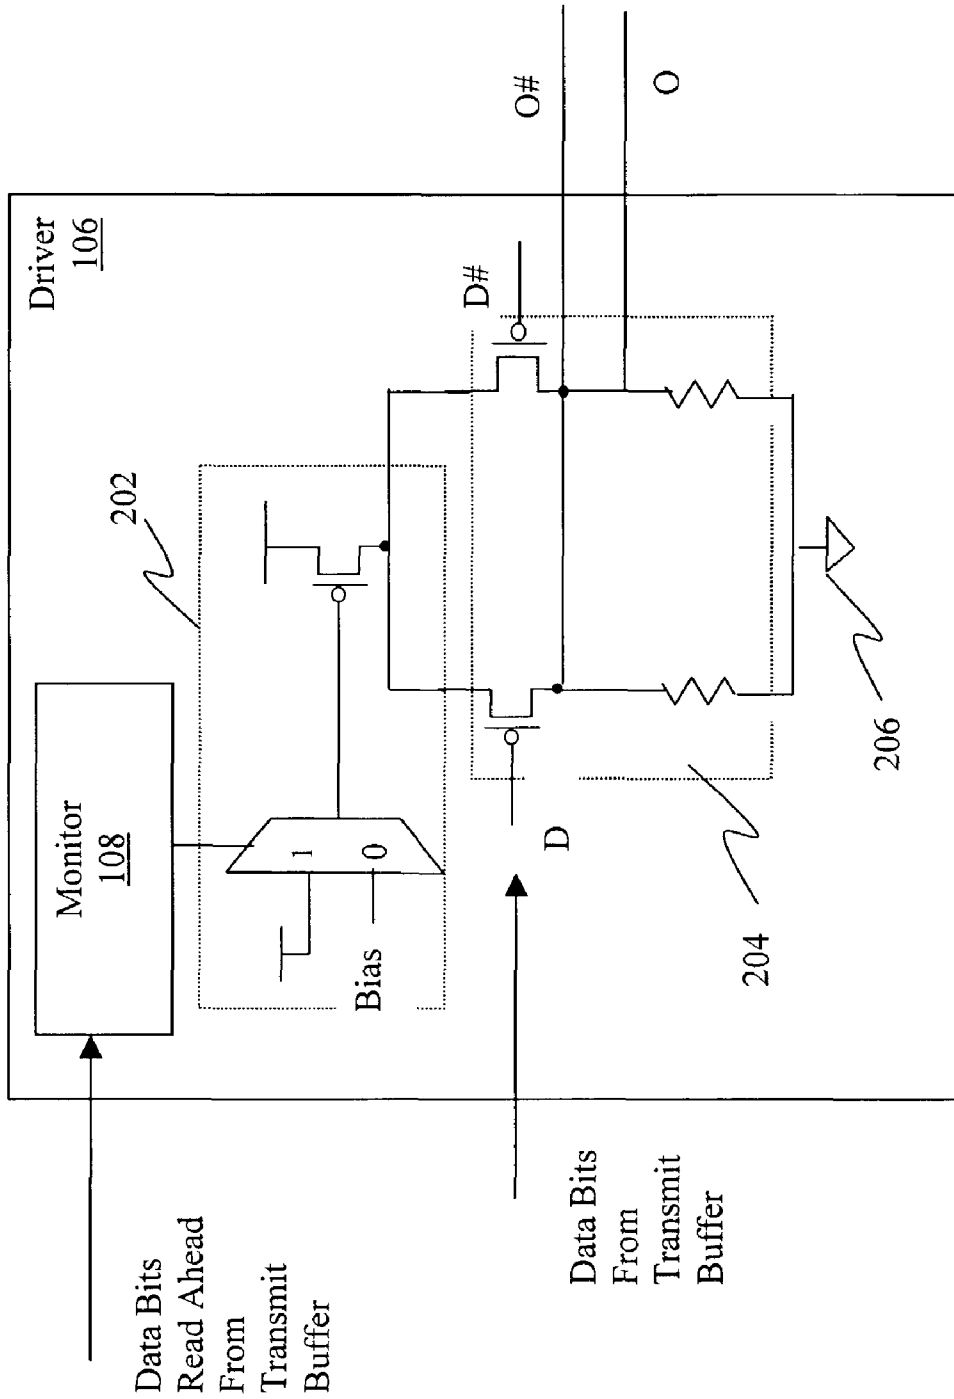 Driver
106
Monitor
108
202
1
0
Bias
D#
D
O#
O
204
206
Data Bits
Read Ahead
From
Transmit
Buffer
Data Bits
From
Transmit
Buffer